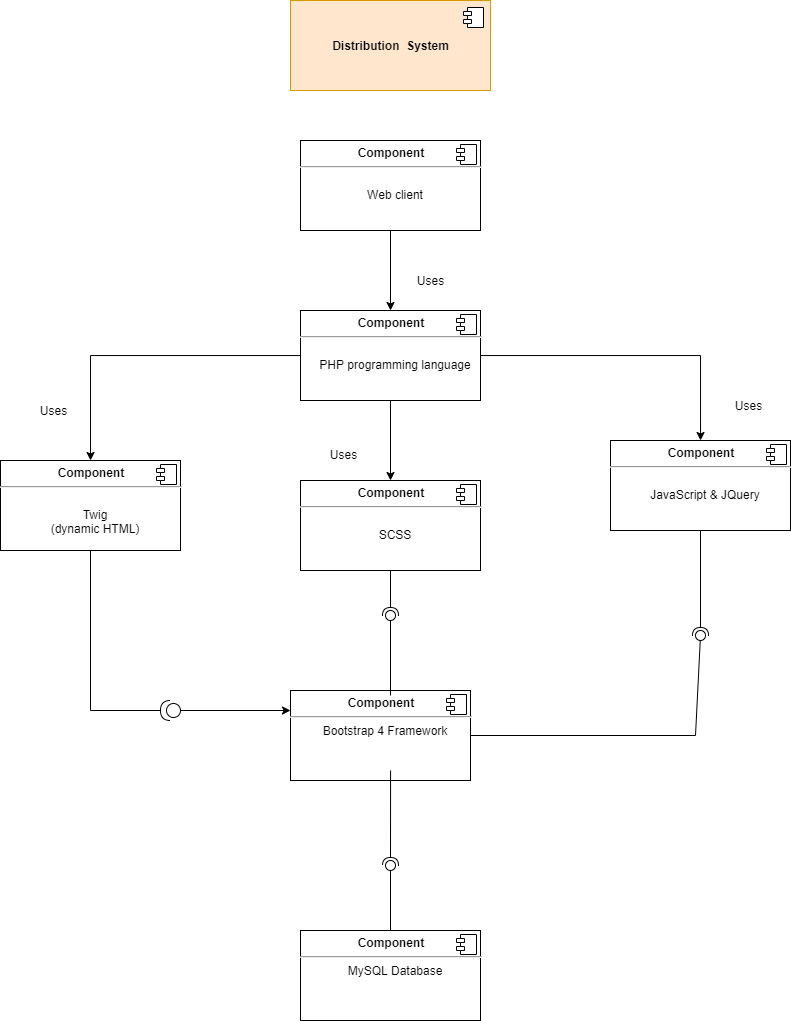 Distribution System
Component
Web client
Uses
Component
PHP programming language
Uses
Uses
Uses
Component
Twig
(dynamic HTML)
Component
SCSS
Component
JavaScript & JQuery
Component
Bootstrap 4 Framework
Component
MySQL Database